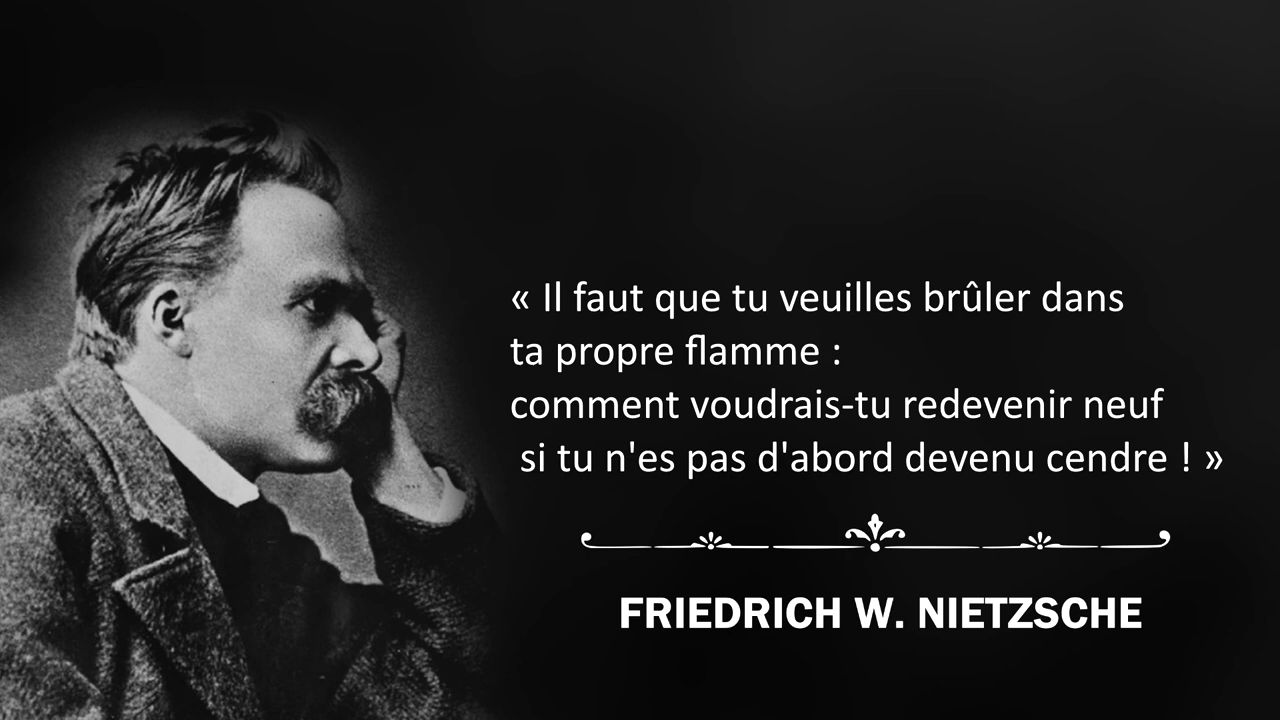 « Il faut que tu veuilles brûler dans
ta propre flamme :
comment voudrais-tu redevenir neuf
si tu n'es pas d'abord devenu cendre ! »
FRIEDRICH W. NIETZSCHE